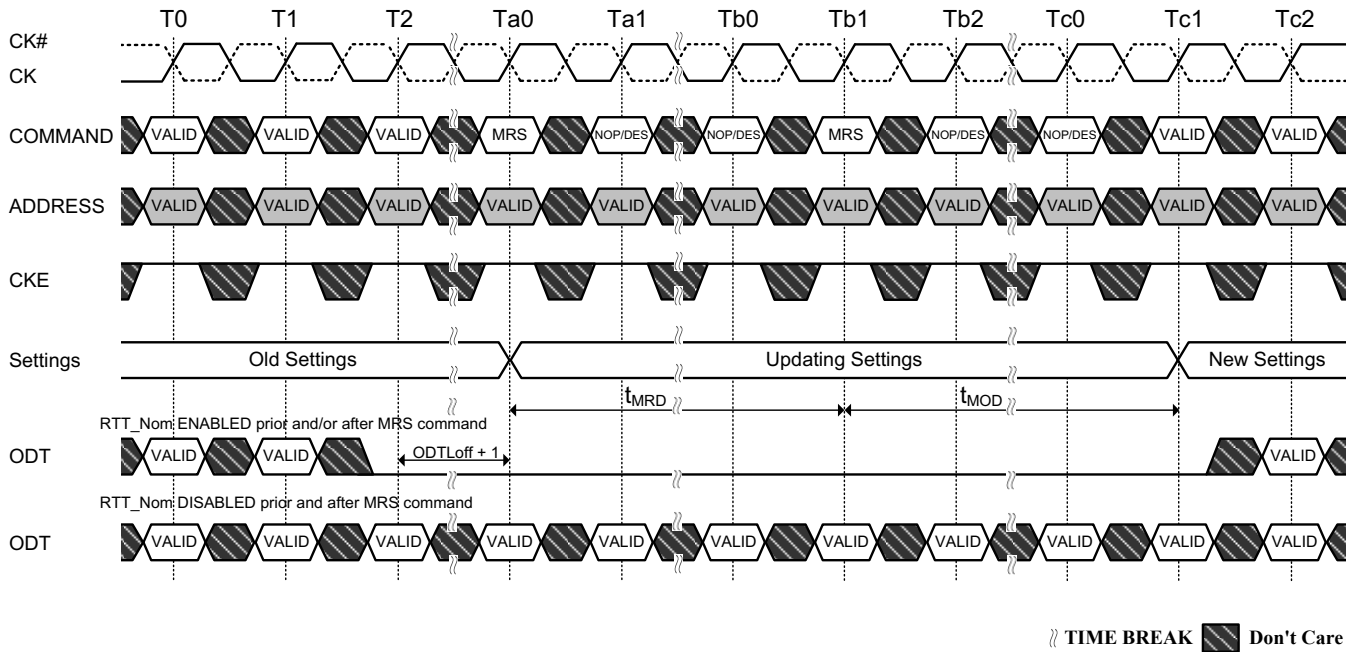 T0 T1 T2 Ta0 Ta1 Tb0 Tb1 Tb2 Tc0 Tc1 Tc2
CK#
CK
COMMAND VALID VALID VALID MRS NOP/DES NOP/DES MRS NOP/DES NOP/DES VALID VALID
ADDRESS VALID VALID VALID VALID VALID VALID VALID VALID VALID VALID VALID
CKE
Settings Old Settings Updating Settings New Settings
tMRD tMOD
RTT_Nom ENABLED prior and/or after MRS command
ODT VALID VALID ODTLoff + 1 VALID
RTT_Nom DISABLED prior and after MRS command
ODT VALID VALID VALID VALID VALID VALID VALID VALID VALID VALID VALID
TIME BREAK Don't Care